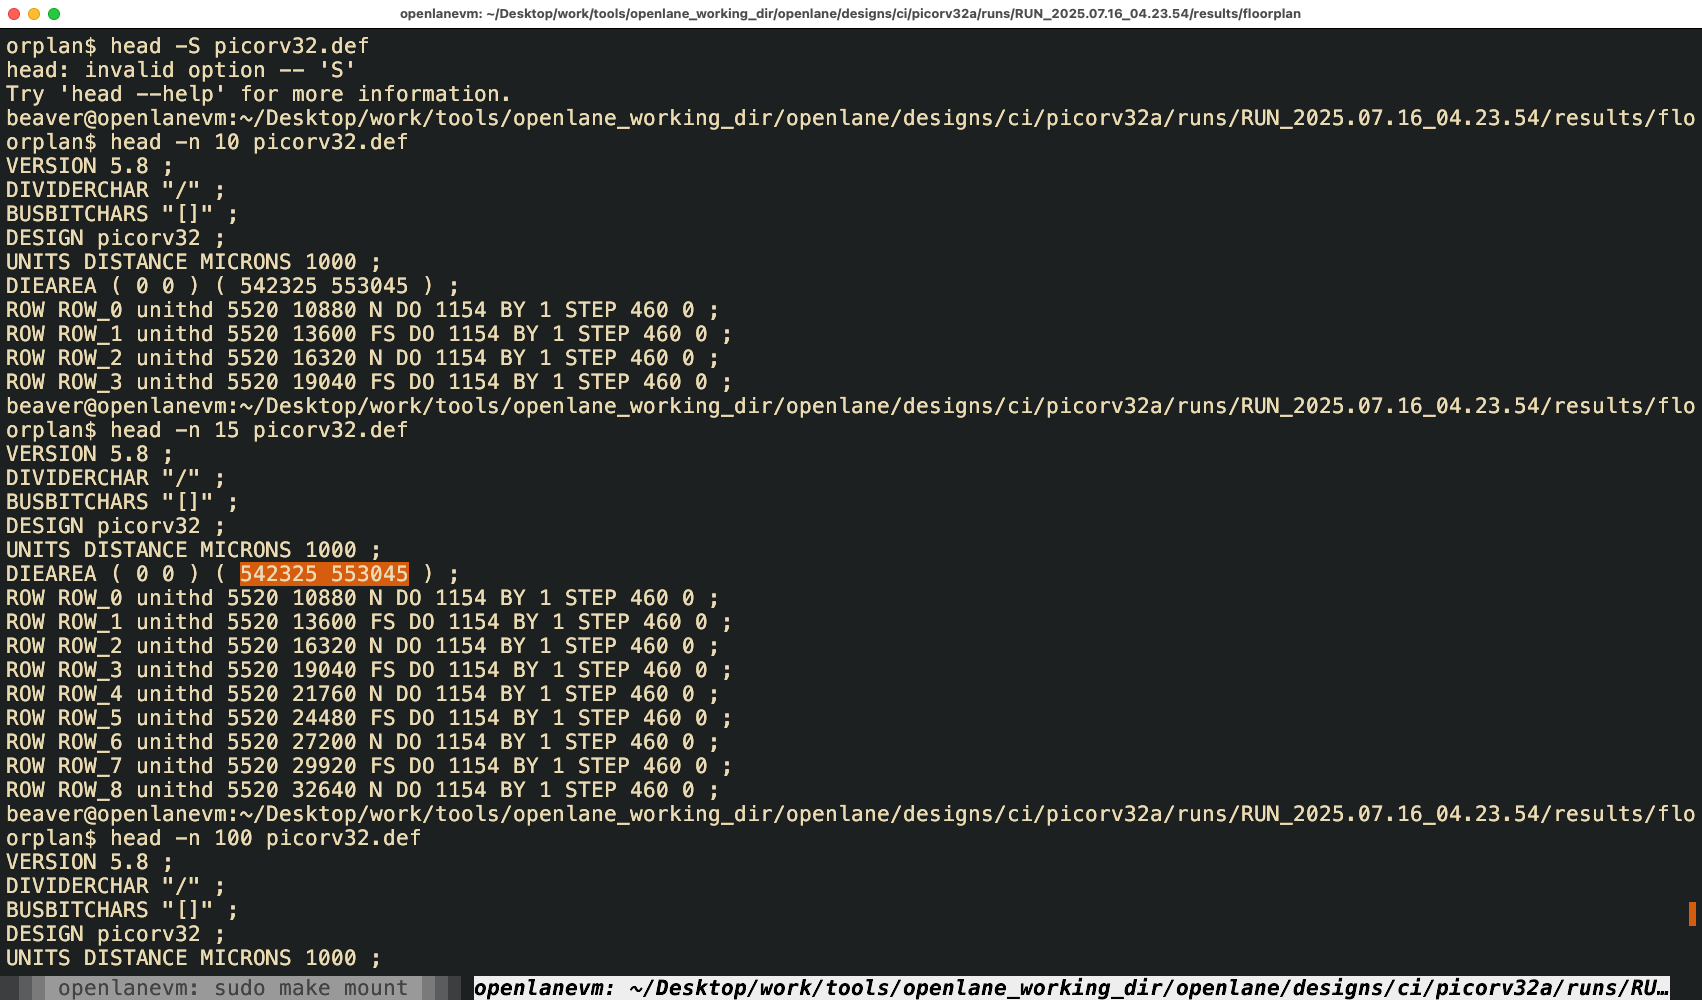 openlanevm: ~/Desktop/work/tools/openlane_working_dir/openlane/designs/ci/picorv32a/runs/RUN_2025.07.16_04.23.54/results/floorplan
orplan$ head -S picorv32.def
head: invalid option -- 'S'
Try 'head --help' for more information.
beaver@openlanevm:~/Desktop/work/tools/openlane_working_dir/openlane/designs/ci/picorv32a/runs/RUN_2025.07.16_04.23.54/results/flo
orplan$ head -n 10 picorv32.def
VERSION 5.8 ;
DIVIDERCHAR "/" ;
BUSBITCHARS "[]" ;
DESIGN picorv32 ;
UNITS DISTANCE MICRONS 1000 ;
DIEAREA ( 0 0 ) ( 542325 553045 ) ;
ROW ROW_0 unithd 5520 10880 N DO 1154 BY 1 STEP 460 0 ;
ROW ROW_1 unithd 5520 13600 FS DO 1154 BY 1 STEP 460 0 ;
ROW ROW_2 unithd 5520 16320 N DO 1154 BY 1 STEP 460 0 ;
ROW ROW_3 unithd 5520 19040 FS DO 1154 BY 1 STEP 460 0 ;
beaver@openlanevm:~/Desktop/work/tools/openlane_working_dir/openlane/designs/ci/picorv32a/runs/RUN_2025.07.16_04.23.54/results/flo
orplan$ head -n 15 picorv32.def
VERSION 5.8 ;
DIVIDERCHAR "/" ;
BUSBITCHARS "[]" ;
DESIGN picorv32 ;
UNITS DISTANCE MICRONS 1000 ;
DIEAREA ( 0 0 ) ( 542325 553045 ) ;
ROW ROW_0 unithd 5520 10880 N DO 1154 BY 1 STEP 460 0 ;
ROW ROW_1 unithd 5520 13600 FS DO 1154 BY 1 STEP 460 0 ;
ROW ROW_2 unithd 5520 16320 N DO 1154 BY 1 STEP 460 0 ;
ROW ROW_3 unithd 5520 19040 FS DO 1154 BY 1 STEP 460 0 ;
ROW ROW_4 unithd 5520 21760 N DO 1154 BY 1 STEP 460 0 ;
ROW ROW_5 unithd 5520 24480 FS DO 1154 BY 1 STEP 460 0 ;
ROW ROW_6 unithd 5520 27200 N DO 1154 BY 1 STEP 460 0 ;
ROW ROW_7 unithd 5520 29920 FS DO 1154 BY 1 STEP 460 0 ;
ROW ROW_8 unithd 5520 32640 N DO 1154 BY 1 STEP 460 0 ;
beaver@openlanevm:~/Desktop/work/tools/openlane_working_dir/openlane/designs/ci/picorv32a/runs/RUN_2025.07.16_04.23.54/results/flo
orplan$ head -n 100 picorv32.def
VERSION 5.8 ;
DIVIDERCHAR "/" ;
BUSBITCHARS "[]" ;
DESIGN picorv32 ;
UNITS DISTANCE MICRONS 1000 ;
openlanevm: sudo make mount openlanevm: ~/Desktop/work/tools/openlane_working_dir/openlane/designs/ci/picorv32a/runs/RU…